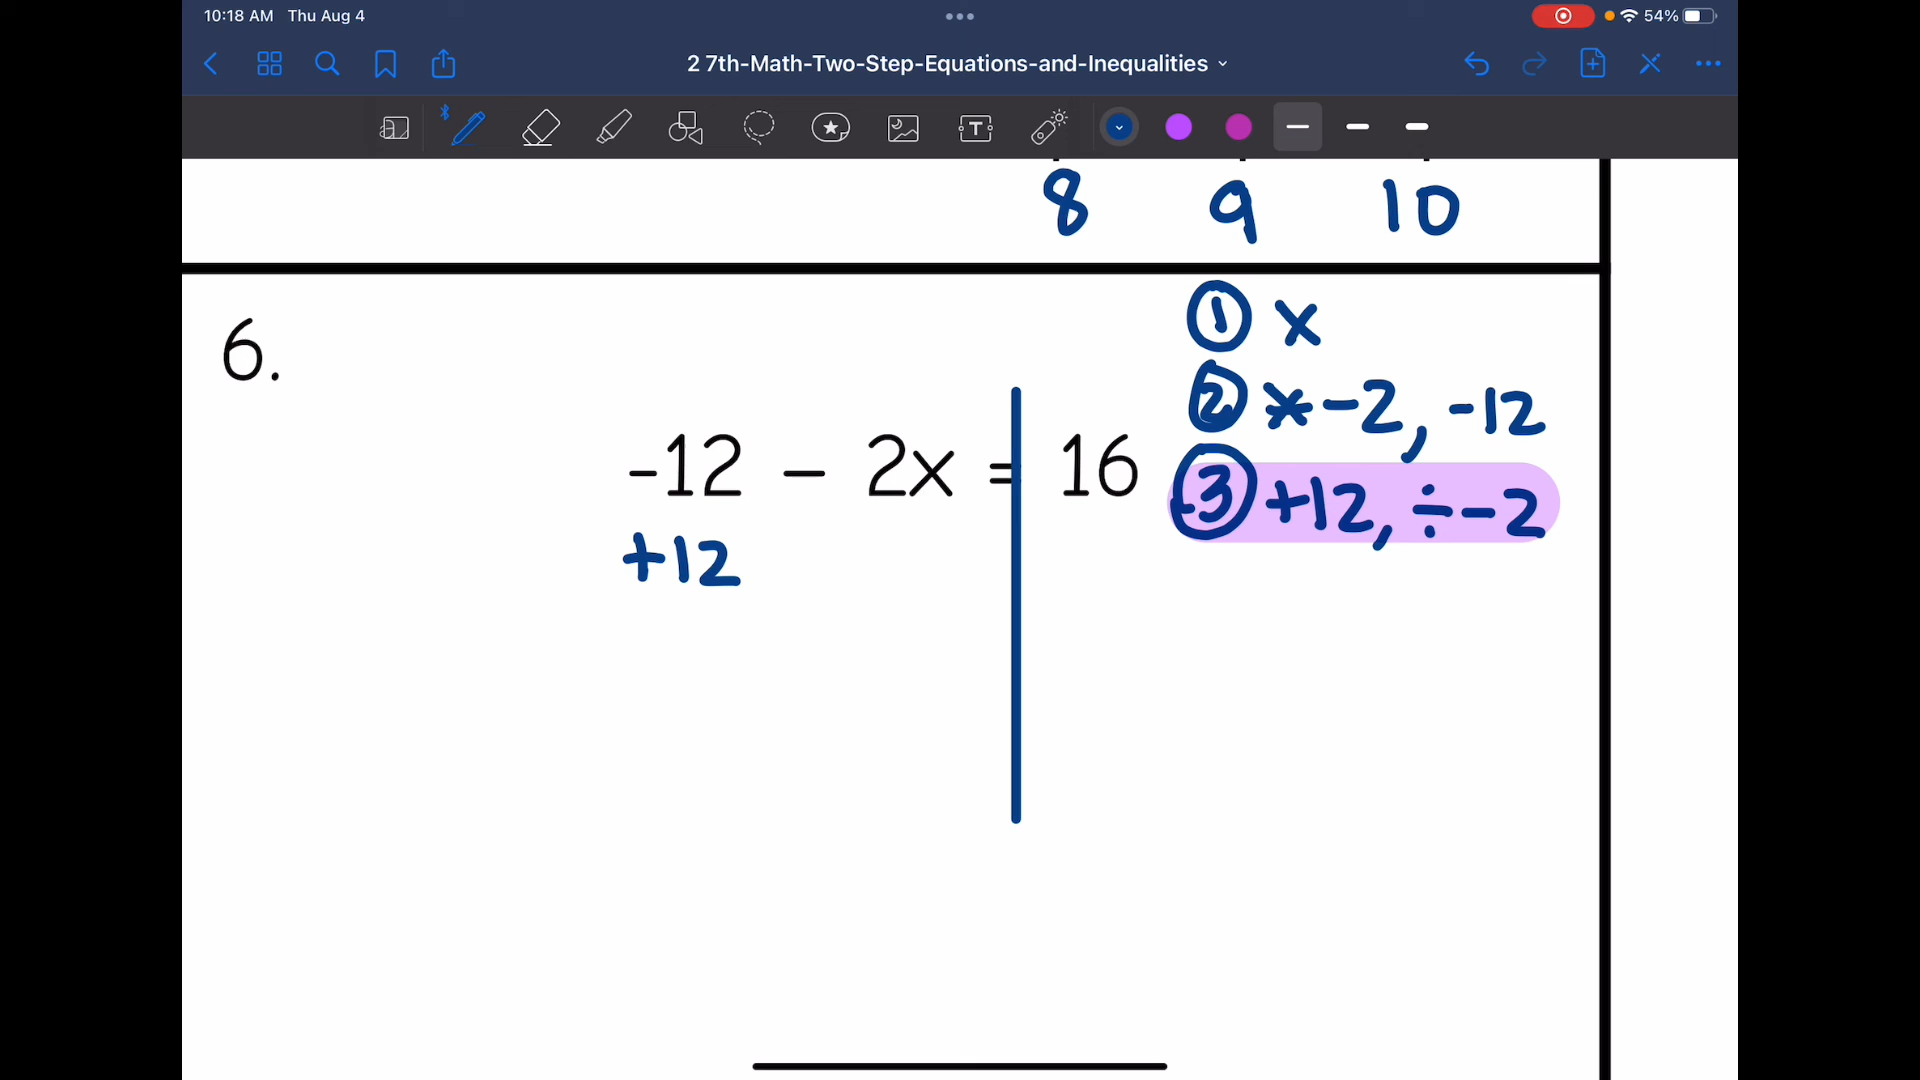 10:18 AM Thu Aug 4
54%
2 7th-Math-Two-Step-Equations-and-Inequalities
8 9 10
6.
① x
② * -2, -12
-12 – 2x = 16
③ +12, ÷ -2
+12